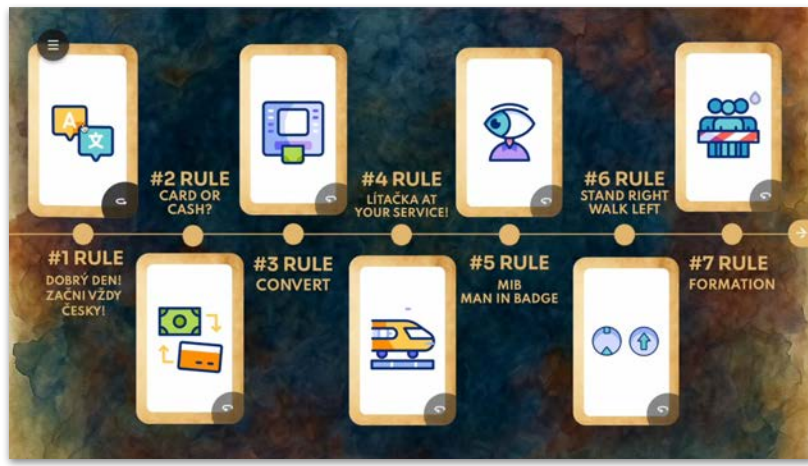 A
文
#1 RULE
DOBRÝ DEN!
ZAČNI VŽDY
ČESKY!
#2 RULE
CARD OR
CASH?
#3 RULE
CONVERT
#4 RULE
LÍTAČKA AT
YOUR SERVICE!
#5 RULE
MIB
MAN IN BADGE
#6 RULE
STAND RIGHT
WALK LEFT
#7 RULE
FORMATION